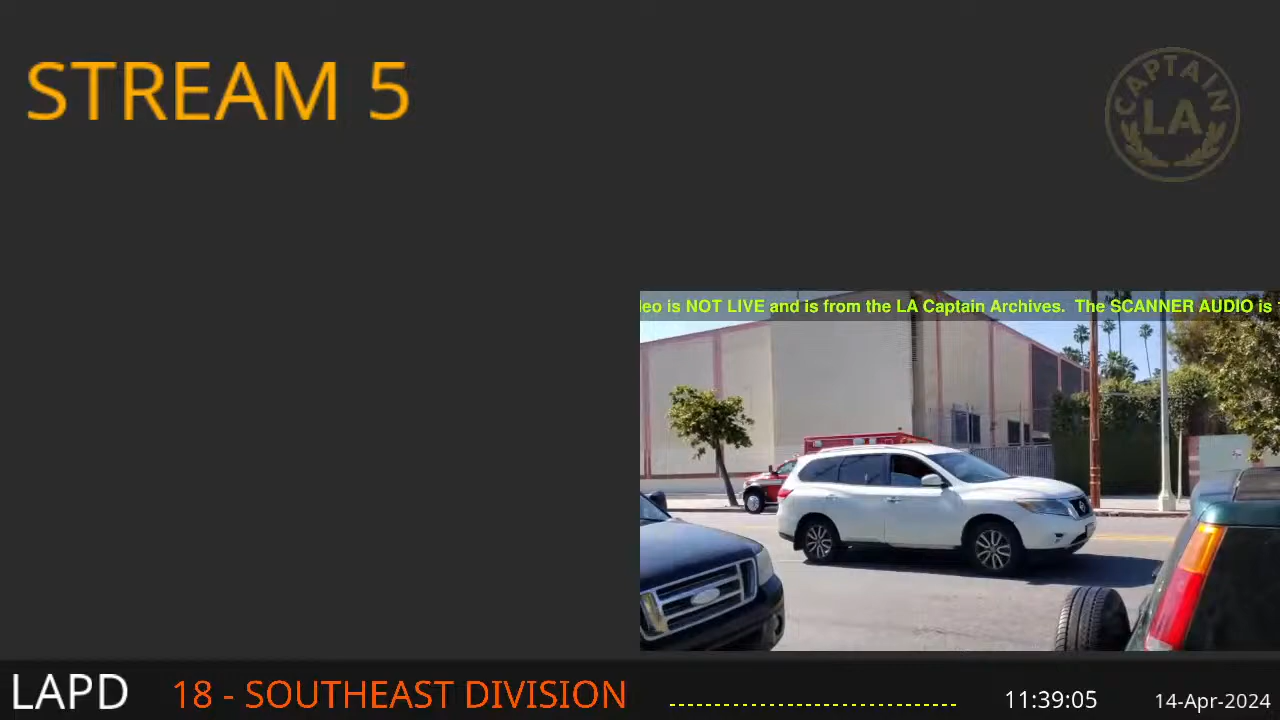 STREAM 5
CAPTAIN
LA
deo is NOT LIVE and is from the LA Captain Archives. The SCANNER AUDIO is
LAPD 18 - SOUTHEAST DIVISION 11:39:05 14-Apr-2024